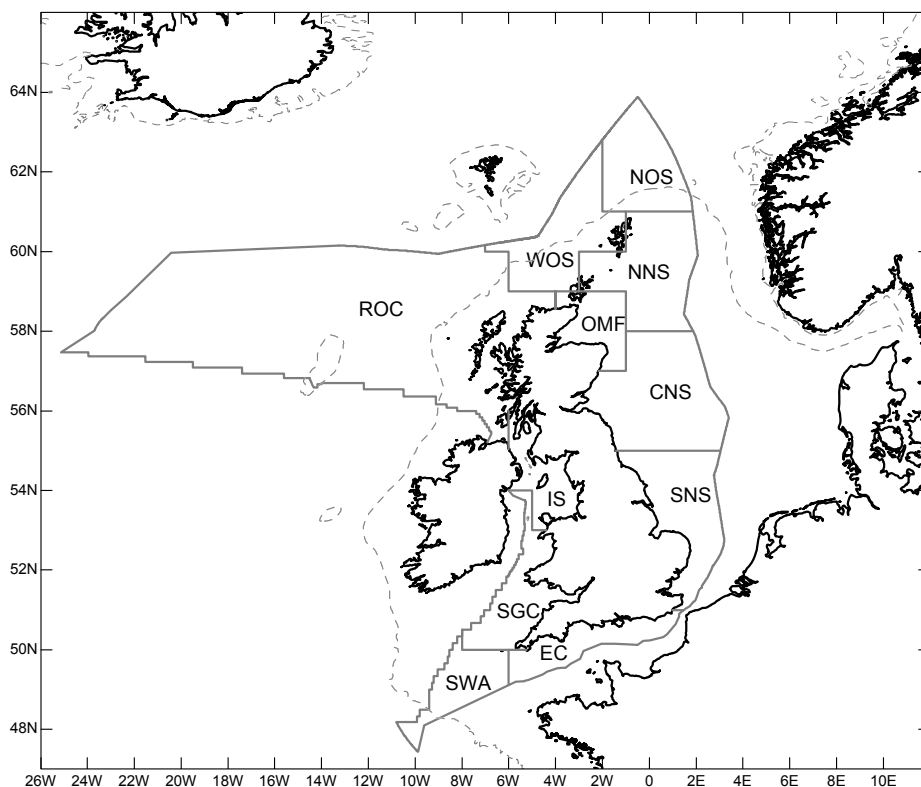 64N
62N
60N
58N
56N
54N
52N
50N
48N
NOS
WOS
NNS
ROC
OMF
CNS
SNS
IS
SGC
EC
SWA
26W 24W 22W 20W 18W 16W 14W 12W 10W 8W 6W 4W 2W 0 2E 4E 6E 8E 10E